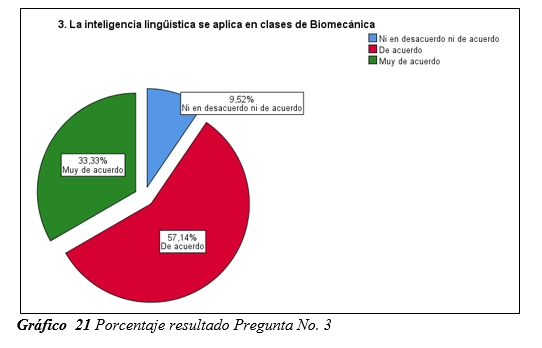 3. La inteligencia lingüística se aplica en clases de Biomecánica
Ni en desacuerdo ni de acuerdo
De acuerdo
Muy de acuerdo
9,52%
Ni en desacuerdo ni de acuerdo
33,33%
Muy de acuerdo
57,14%
De acuerdo
Gráfico 21 Porcentaje resultado Pregunta No. 3